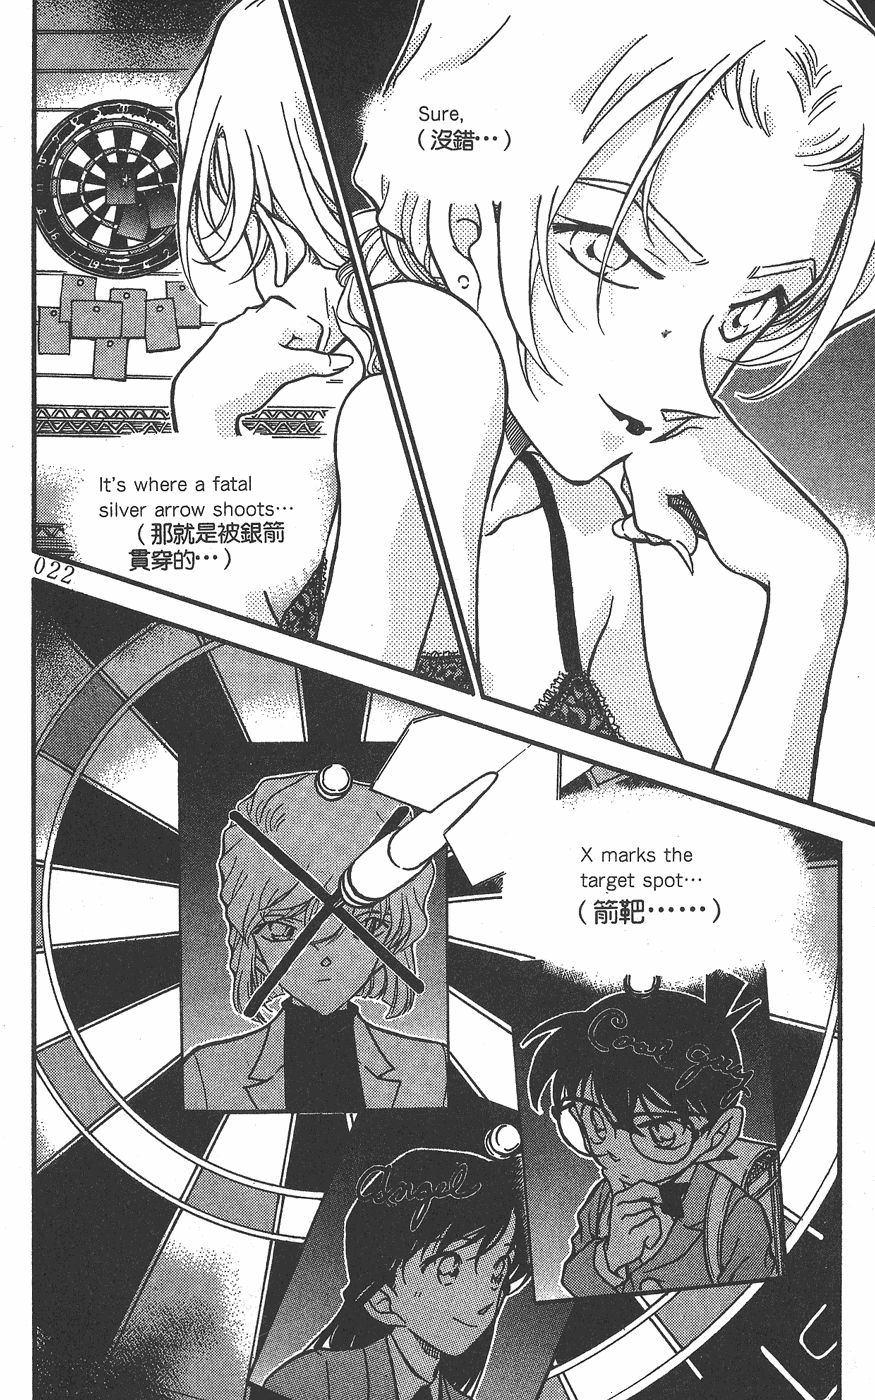 Sure,
（沒錯…）
It's where a fatal
silver arrow shoots…
（那就是被銀箭
貫穿的…）
022
X marks the
target spot…
（箭靶……）
Cool guy
Angel